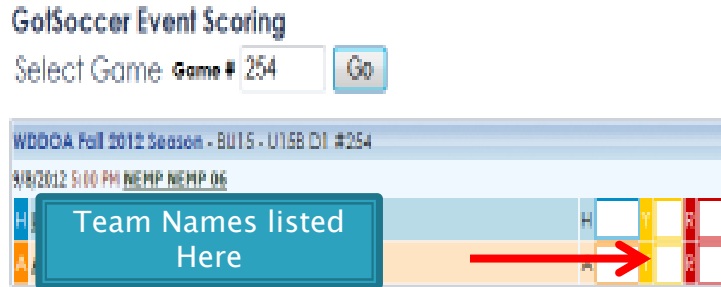 GotSoccer Event Scoring
Select Game Game # 254 Go
WDDOA Fall 2012 Season - BU15 - U15B D1 #254
9/8/2012 5:00 PM NEMP NEMP 06
H H Y R
Team Names listed
Here
A A Y R